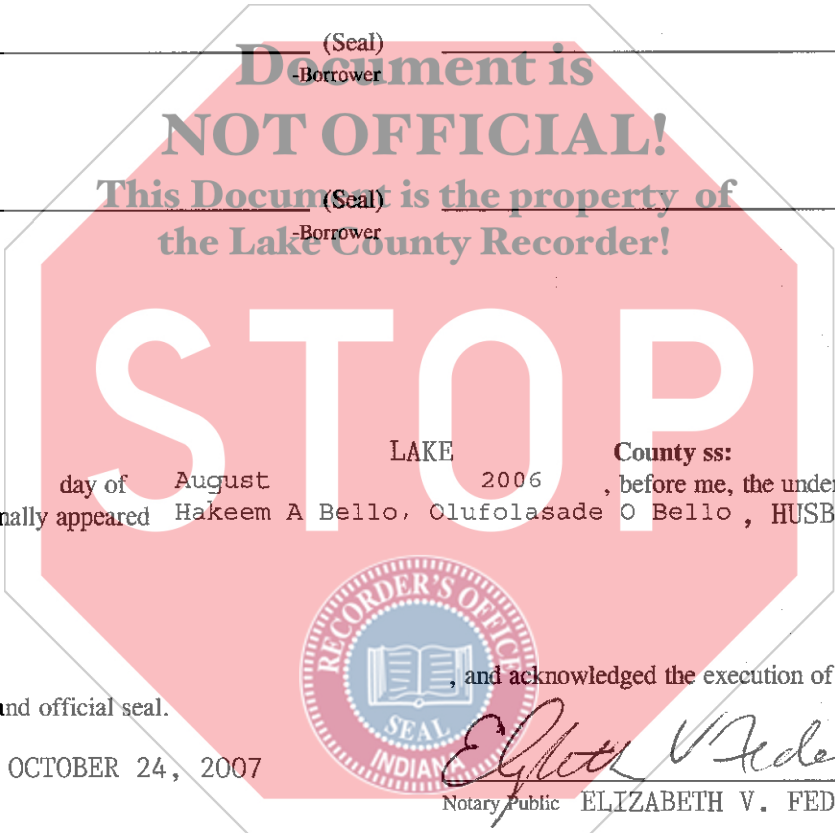 (Seal)
-Borrower
Document is
NOT OFFICIAL!
This Document is the property of
the Lake County Recorder!
(Seal)
-Borrower
STOP
LAKE County ss:
day of August 2006 , before me, the under
nally appeared Hakeem A Bello, Olufolasade O Bello , HUSB
RECORDER'S OFFICE
SEAL
INDIANA
, and acknowledged the execution of
and official seal.
OCTOBER 24, 2007
Notary Public ELIZABETH V. FED